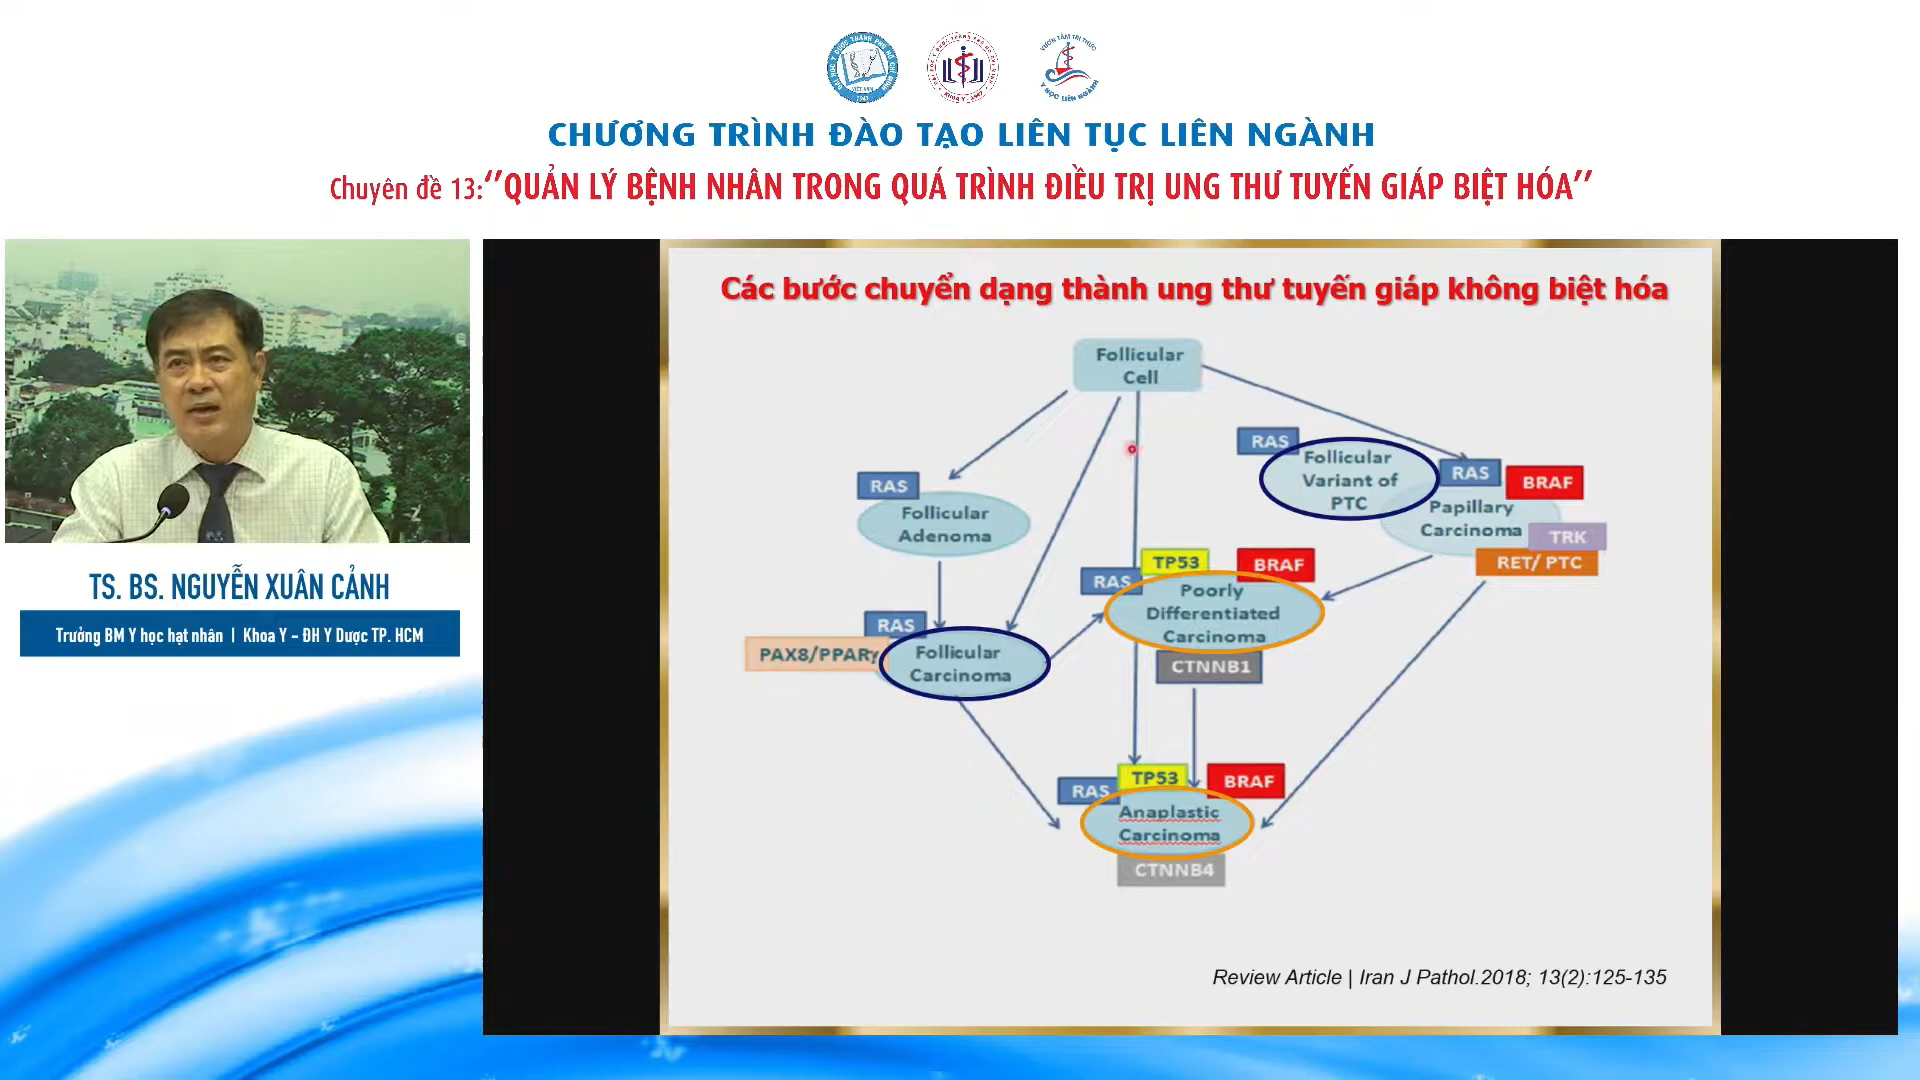 CHƯƠNG TRÌNH ĐÀO TẠO LIÊN TỤC LIÊN NGÀNH
Chuyên đề 13:‘‘QUẢN LÝ BỆNH NHÂN TRONG QUÁ TRÌNH ĐIỀU TRỊ UNG THƯ TUYẾN GIÁP BIỆT HÓA’’
TS. BS. NGUYỄN XUÂN CẢNH
Trưởng BM Y học hạt nhân | Khoa Y – ĐH Y Dược TP. HCM
Các bước chuyển dạng thành ung thư tuyến giáp không biệt hóa
Follicular
Cell
RAS
Follicular
Variant of
PTC
RAS
BRAF
Papillary
Carcinoma
TRK
RET/ PTC
RAS
Follicular
Adenoma
TP53
BRAF
RAS
Poorly
Differentiated
Carcinoma
CTNNB1
RAS
PAX8/PPARγ
Follicular
Carcinoma
TP53
BRAF
RAS
Anaplastic
Carcinoma
CTNNB4
Review Article | Iran J Pathol.2018; 13(2):125-135